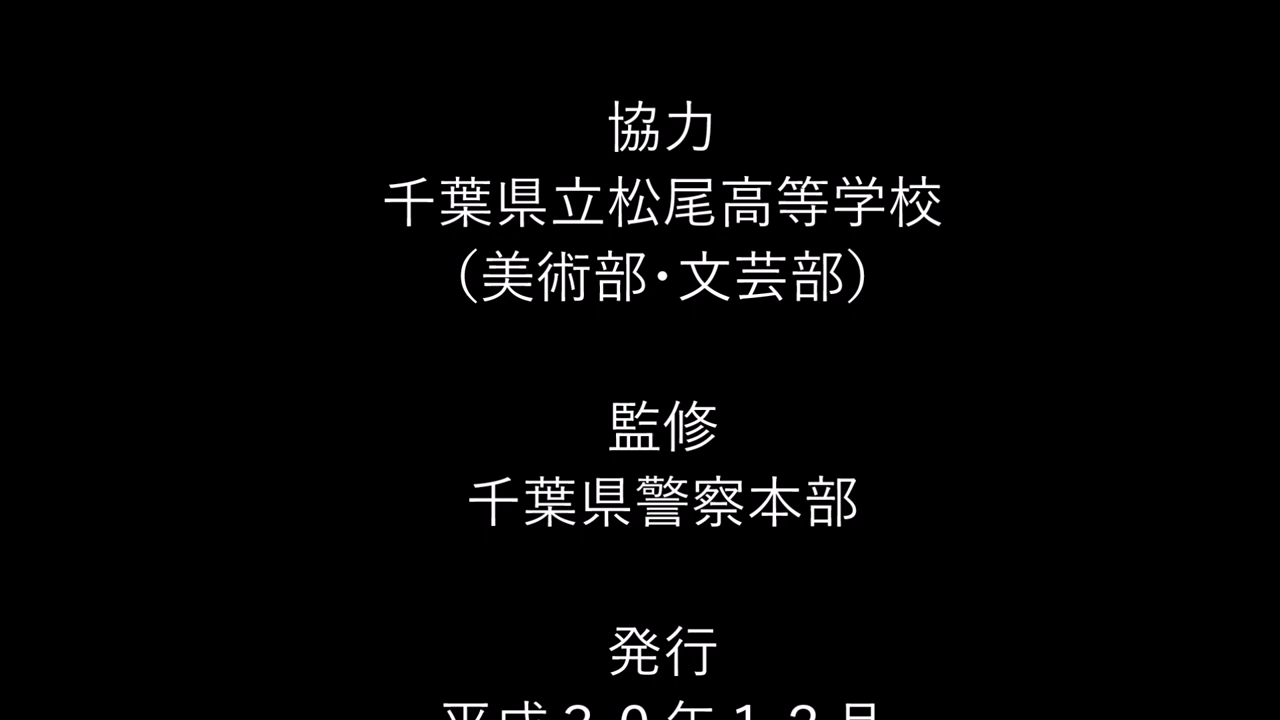 協力
千葉県立松尾高等学校
（美術部・文芸部）
監修
千葉県警察本部
発行